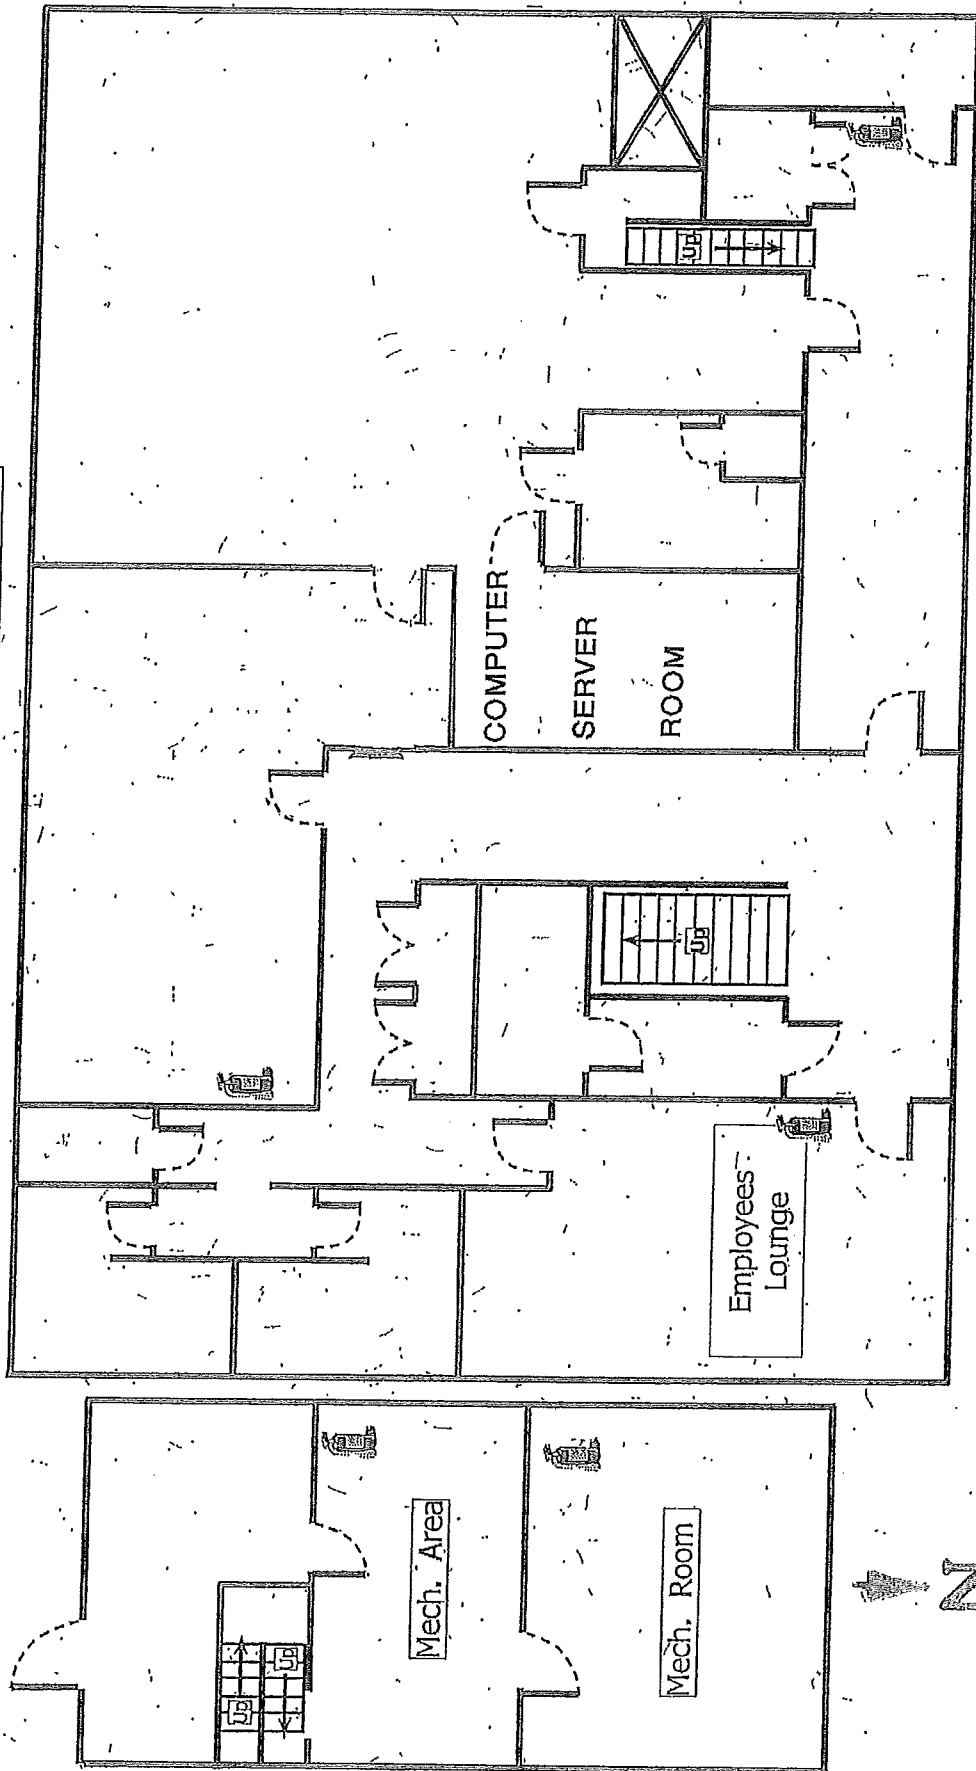 COMPUTER
SERVER
ROOM
Up
Up
Employees
Lounge
Mech. Area
Mech. Room
Up
Up
N